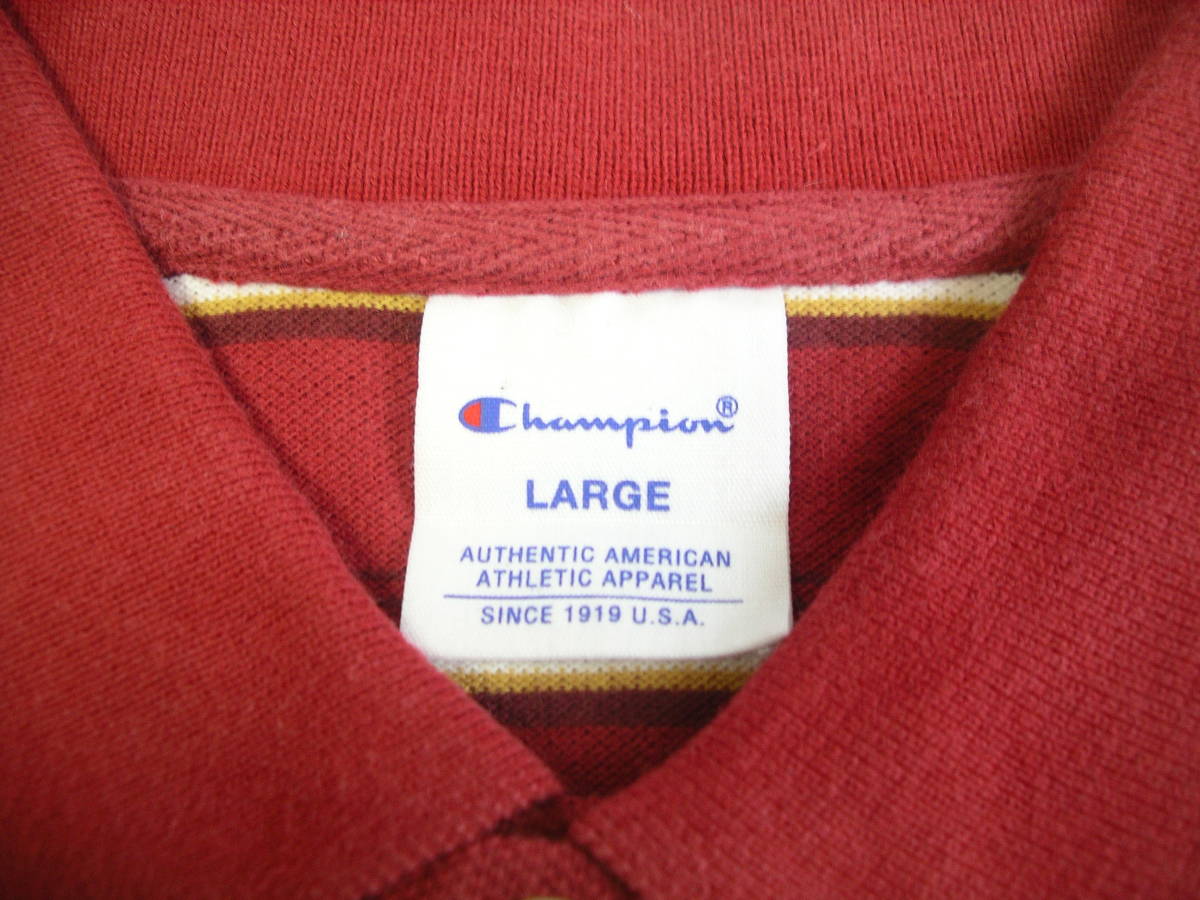 Champion®
LARGE
AUTHENTIC AMERICAN
ATHLETIC APPAREL
SINCE 1919 U.S.A.